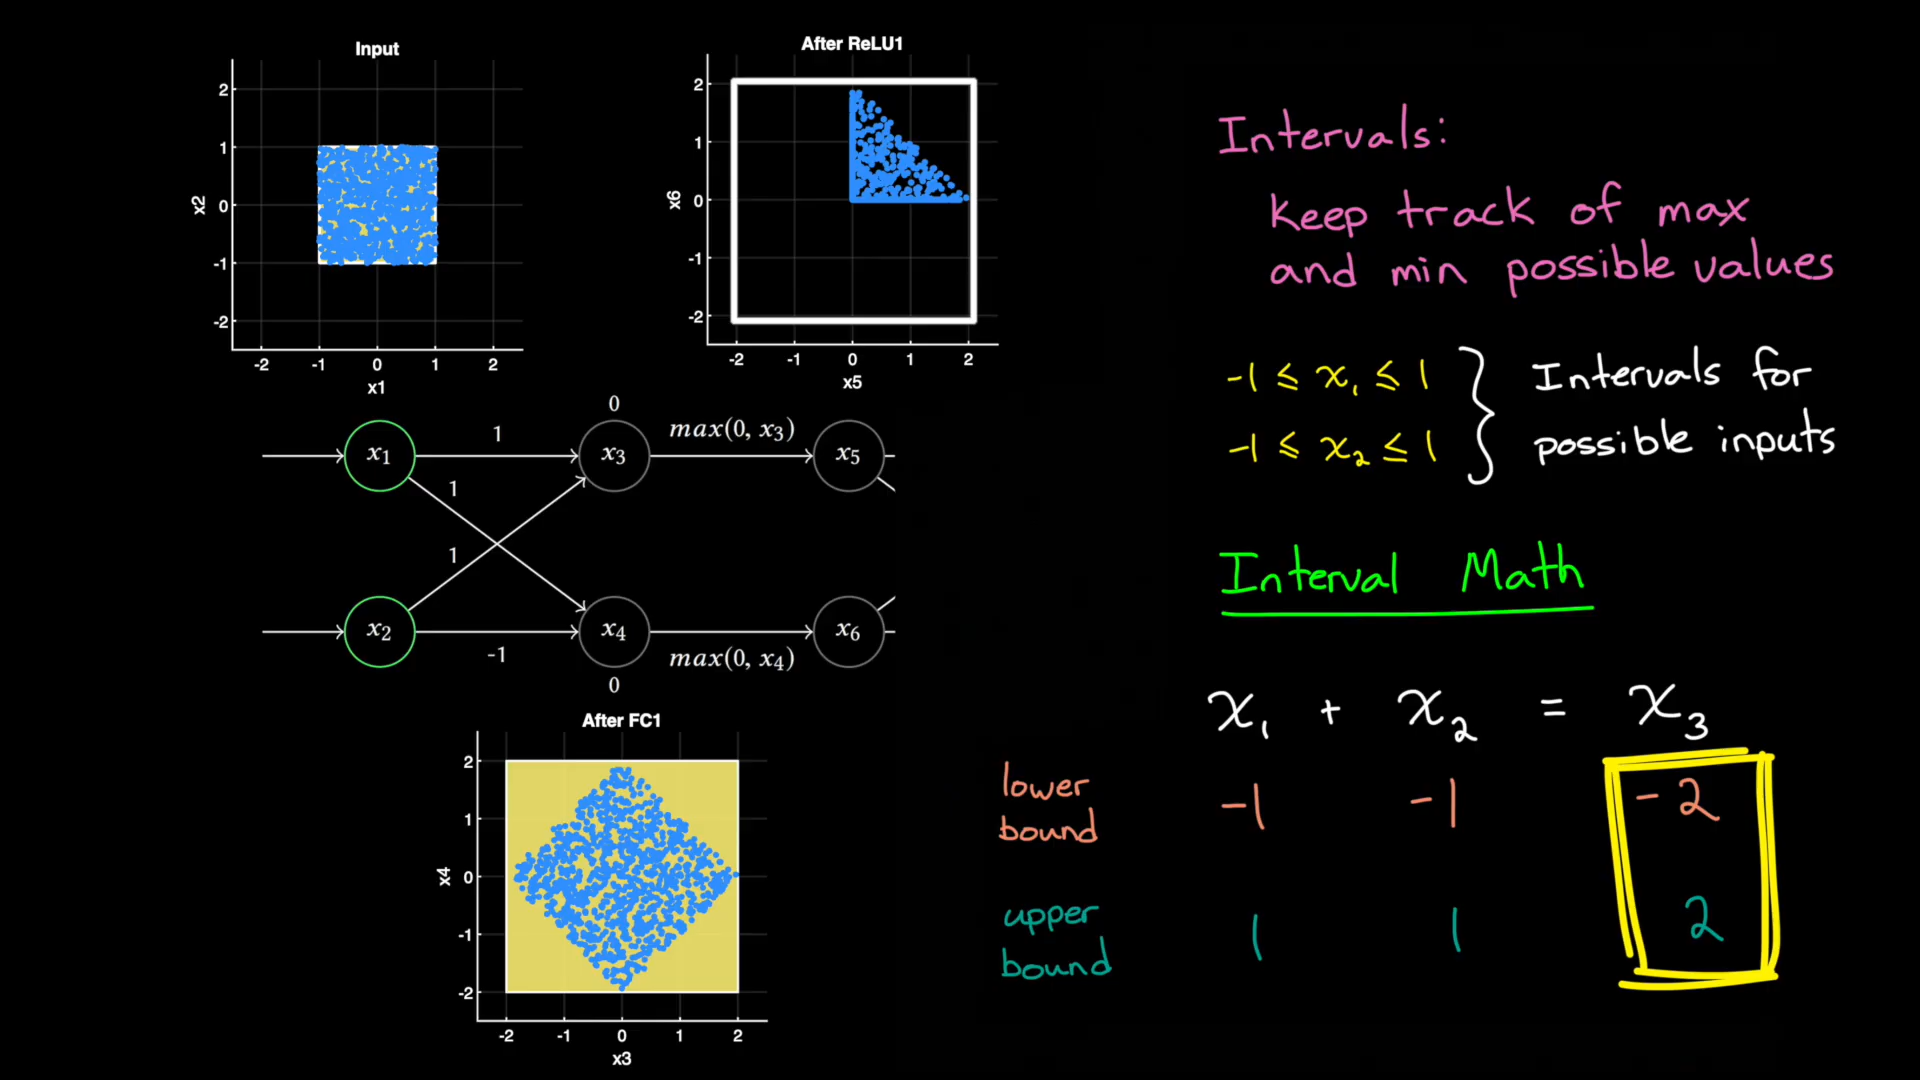 Input
2
1
0
-1
-2
x2
-2 -1 0 1 2
x1
After ReLU1
2
1
0
-1
-2
x6
-2 -1 0 1 2
x5
0
x1 1 x3 max(0, x3) x5
1
1
x2 -1 x4 max(0, x4) x6
0
After FC1
2
1
0
-1
-2
x4
-2 -1 0 1 2
x3
Intervals:
keep track of max
and min possible values
-1 ≤ x₁ ≤ 1 } Intervals for
-1 ≤ x₂ ≤ 1 possible inputs
Interval Math
x₁ + x₂ = x₃
lower
bound -1 -1 -2
upper
bound 1 1 2